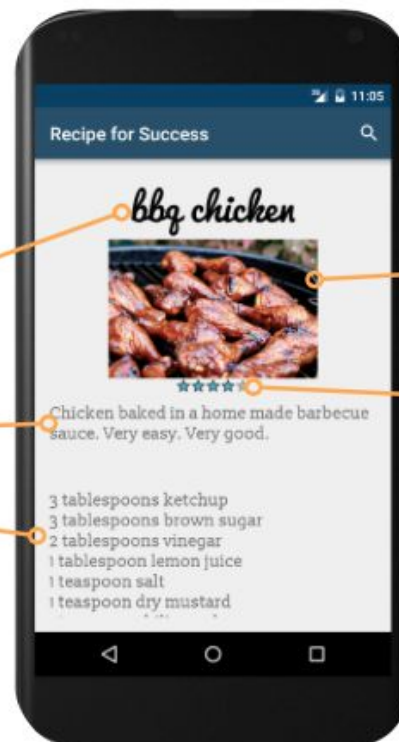 11:05
Recipe for Success
bbq chicken
Chicken baked in a home made barbecue
sauce. Very easy. Very good.
3 tablespoons ketchup
3 tablespoons brown sugar
2 tablespoons vinegar
1 tablespoon lemon juice
1 teaspoon salt
1 teaspoon dry mustard